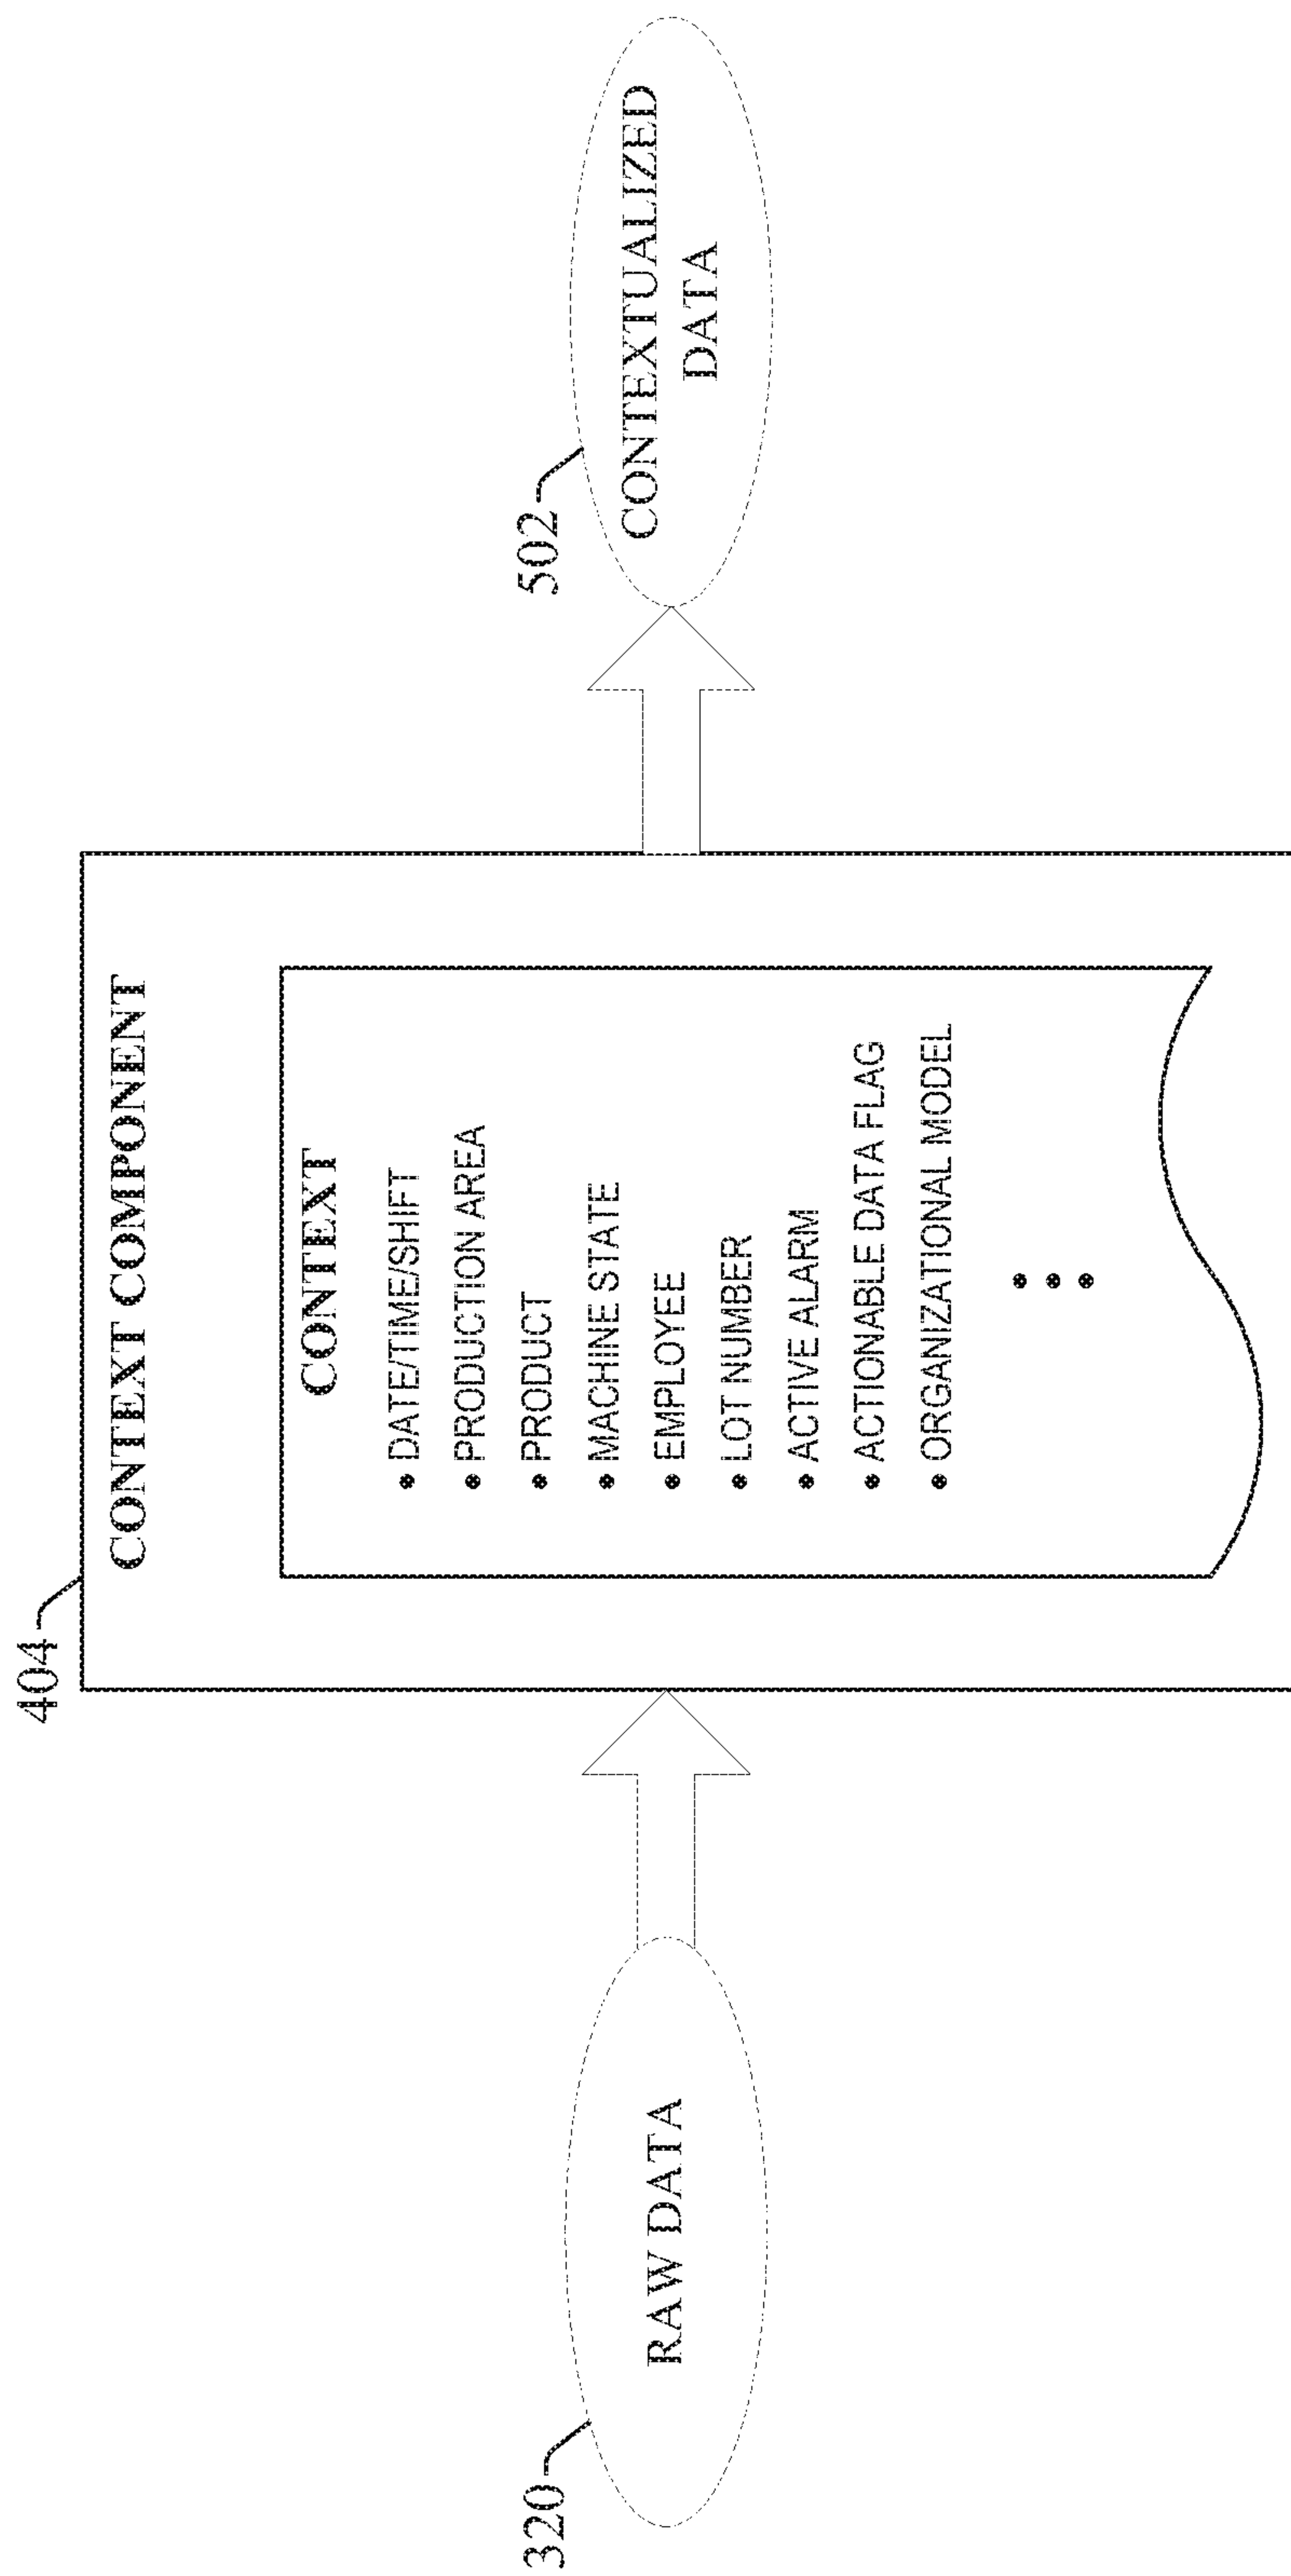 404
CONTEXT COMPONENT
CONTEXT
• DATE/TIME/SHIFT
• PRODUCTION AREA
• PRODUCT
• MACHINE STATE
• EMPLOYEE
• LOT NUMBER
• ACTIVE ALARM
• ACTIONABLE DATA FLAG
• ORGANIZATIONAL MODEL
320
RAW DATA
502
CONTEXTUALIZED
DATA